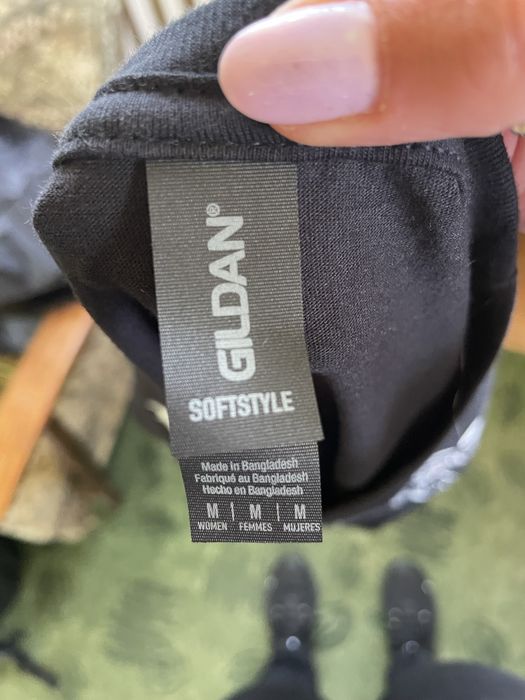 GILDAN®
SOFTSTYLE
Made in Bangladesh
Fabriqué au Bangladesh
Hecho en Bangladesh
M | M | M
WOMEN FEMMES MUJERES